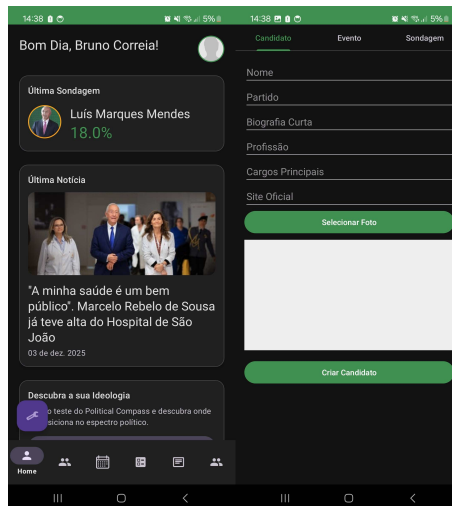 14:38
5%
Bom Dia, Bruno Correia!
Última Sondagem
Luís Marques Mendes
18.0%
Última Notícia
"A minha saúde é um bem
público". Marcelo Rebelo de Sousa
já teve alta do Hospital de São
João
03 de dez. 2025
Descubra a sua Ideologia
o teste do Political Compass e descubra onde
siciona no espectro político.
Home
14:38
5%
Candidato
Evento
Sondagem
Nome
Partido
Biografia Curta
Profissão
Cargos Principais
Site Oficial
Selecionar Foto
Criar Candidato